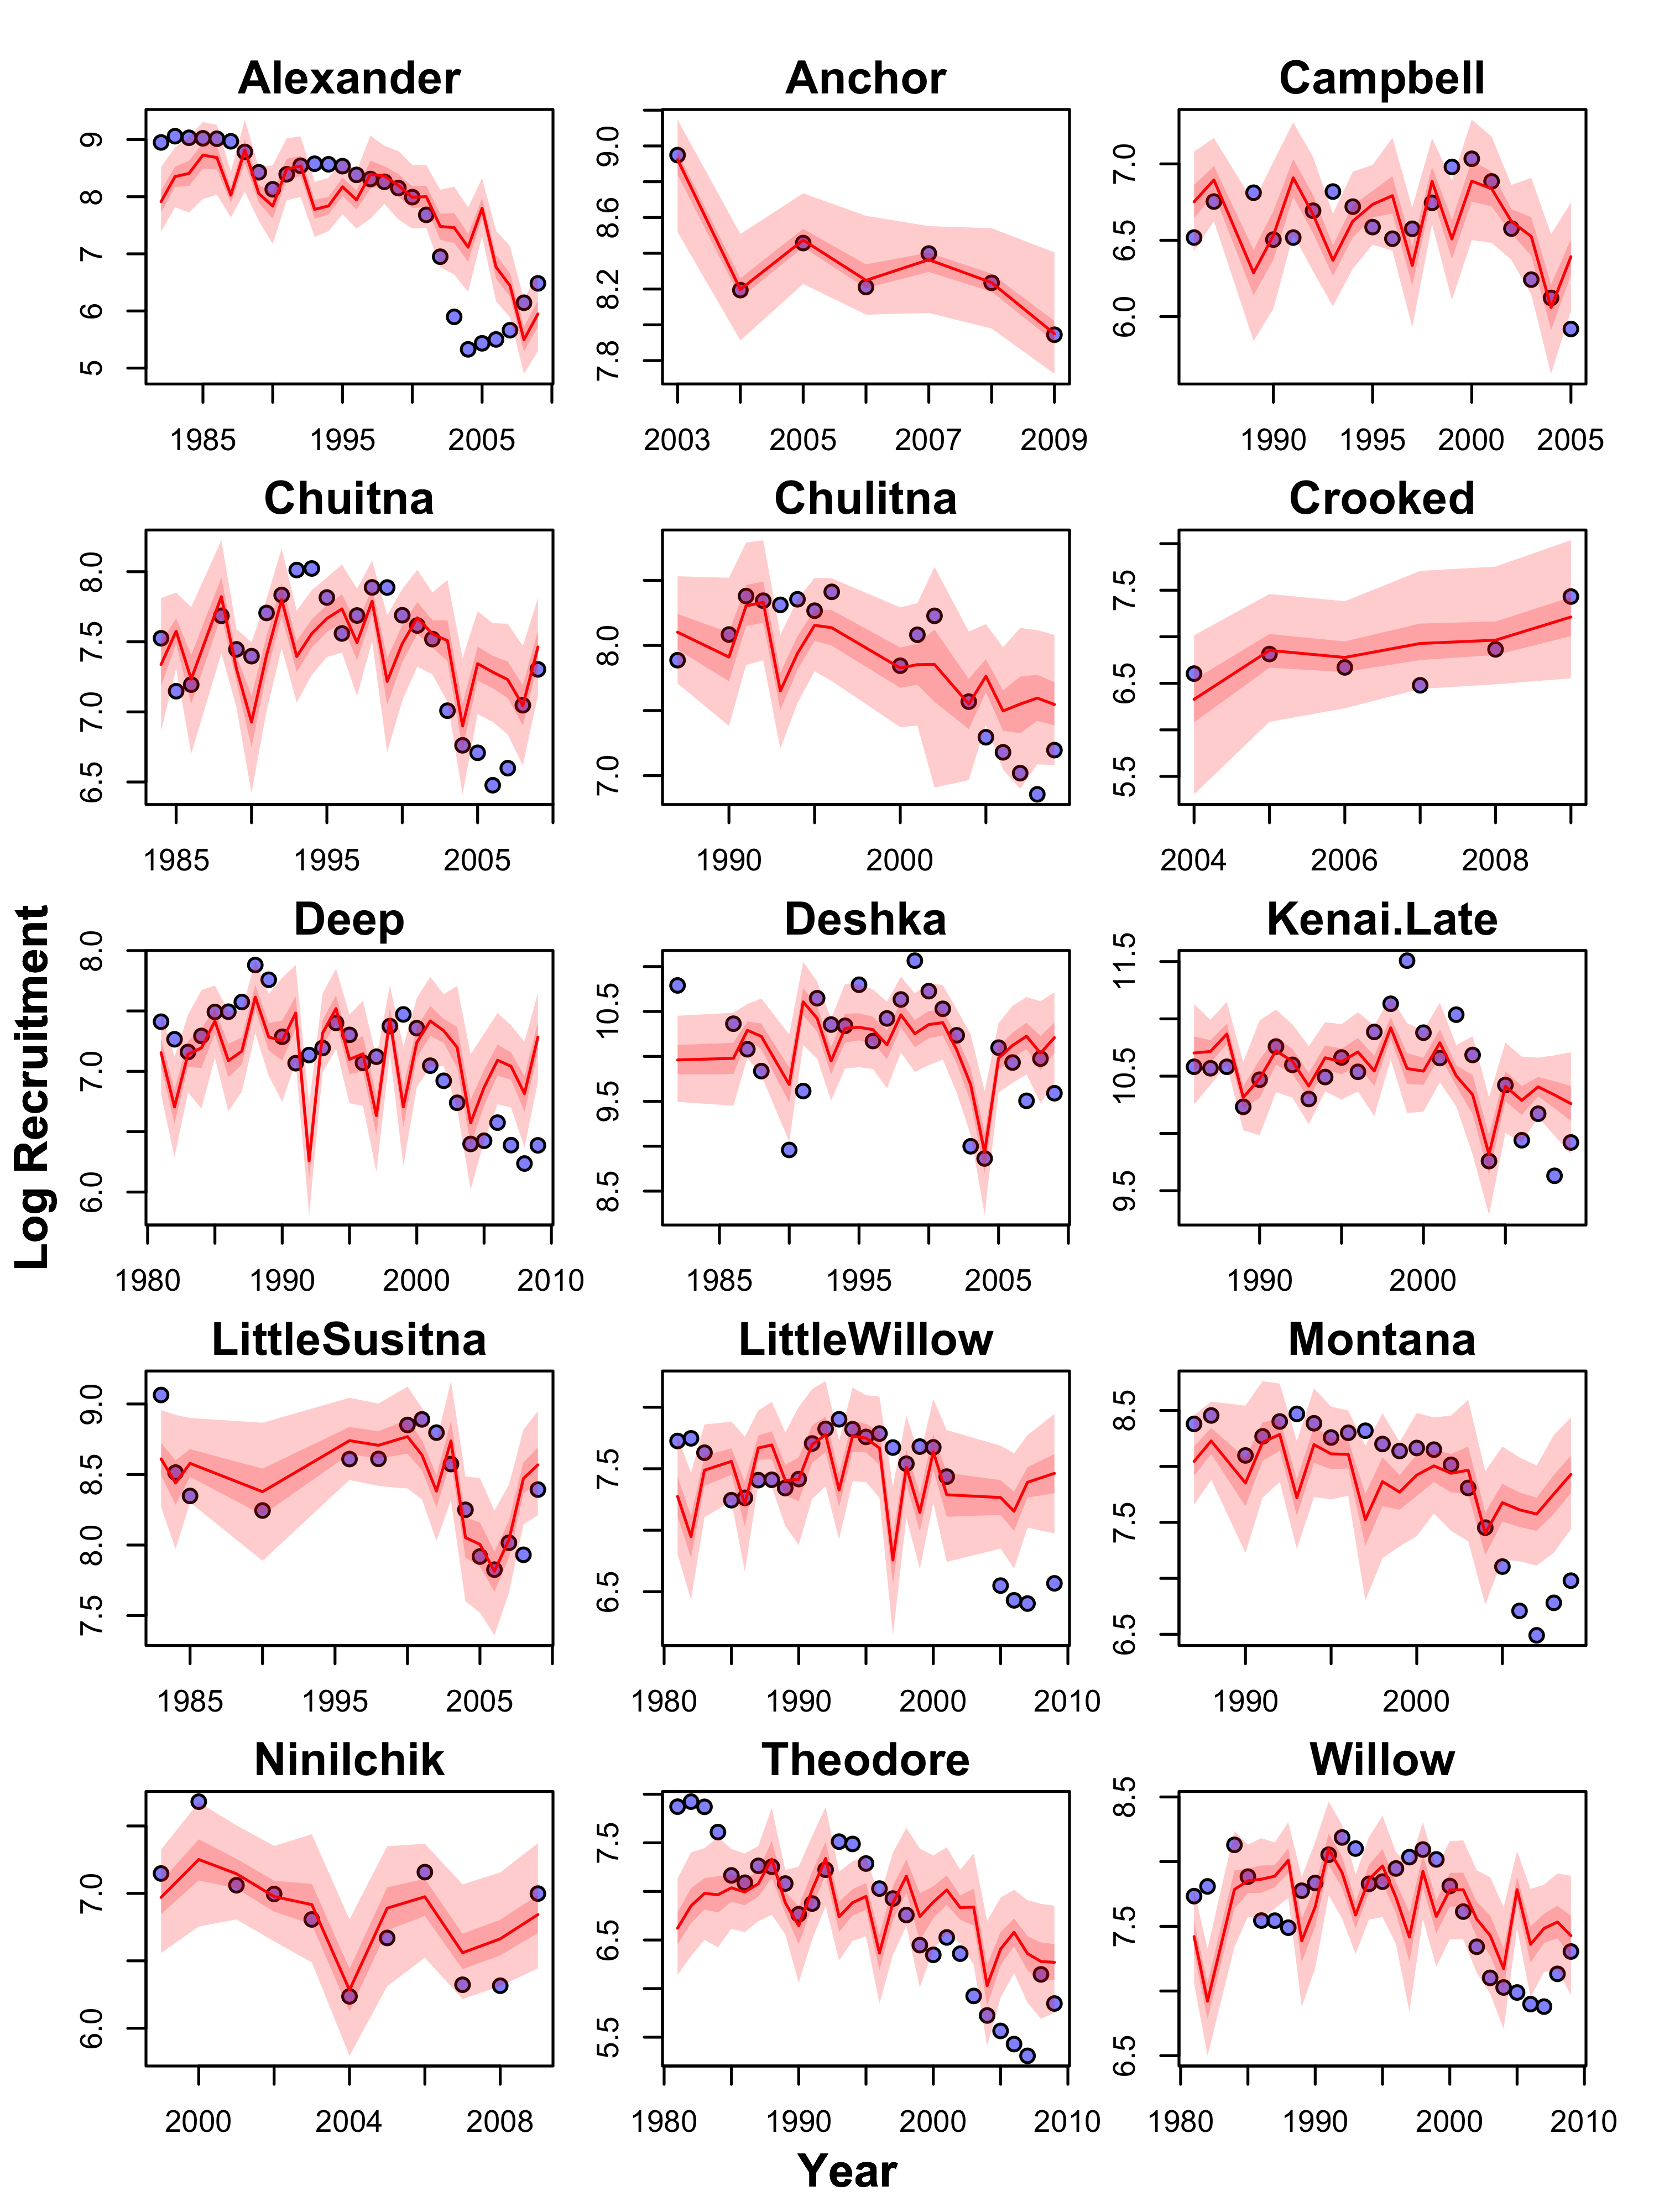 Alexander Anchor Campbell
9 8 7 6 5
9.0 8.6 8.2 7.8
7.0 6.5 6.0
1985 1995 2005
2003 2005 2007 2009
1990 1995 2000 2005
Chuitna Chulitna Crooked
8.0 7.5 7.0 6.5
8.0 7.0
7.5 6.5 5.5
1985 1995 2005
1990 2000
2004 2006 2008
Log Recruitment
Deep Deshka Kenai.Late
8.0 7.0 6.0
10.5 9.5 8.5
11.5 10.5 9.5
1980 1990 2000 2010
1985 1995 2005
1990 2000
LittleSusitna LittleWillow Montana
9.0 8.5 8.0 7.5
7.5 6.5
8.5 7.5 6.5
1985 1995 2005
1980 1990 2000 2010
1990 2000
Ninilchik Theodore Willow
7.0 6.0
7.5 6.5 5.5
8.5 7.5 6.5
2000 2004 2008
1980 1990 2000 2010
1980 1990 2000 2010
Year